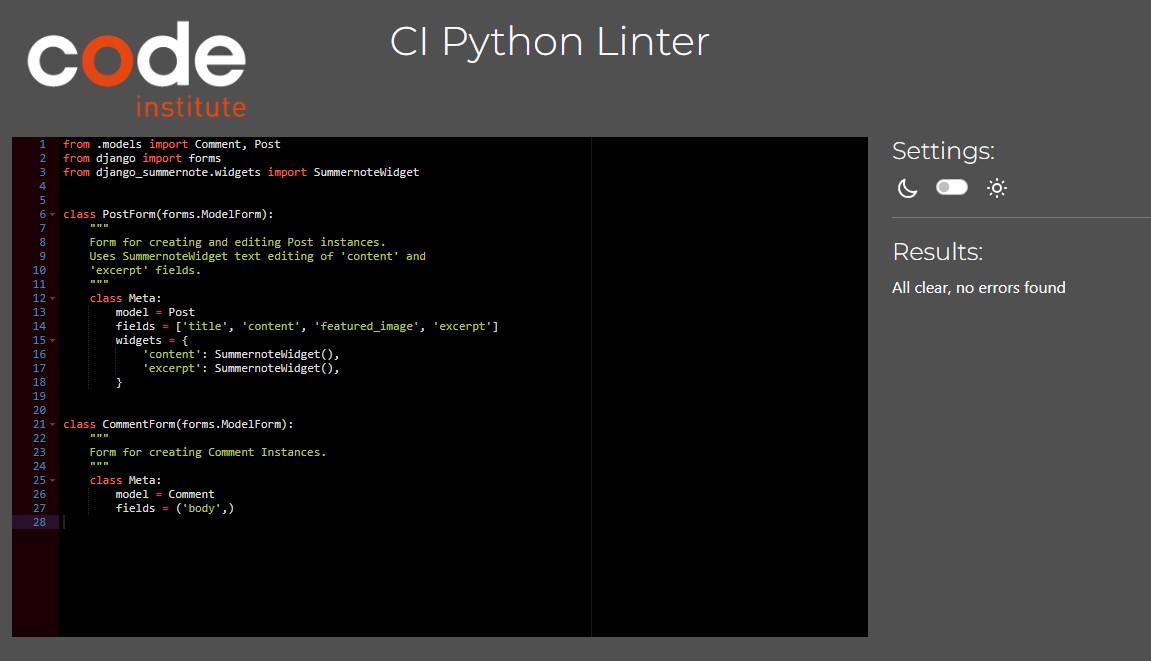 code
institute
CI Python Linter
1 from .models import Comment, Post
2 from django import forms
3 from django_summernote.widgets import SummernoteWidget
4
5
6 class PostForm(forms.ModelForm):
7     """
8     Form for creating and editing Post instances.
9     Uses SummernoteWidget text editing of 'content' and
10     'excerpt' fields.
11     """
12     class Meta:
13         model = Post
14         fields = ['title', 'content', 'featured_image', 'excerpt']
15         widgets = {
16             'content': SummernoteWidget(),
17             'excerpt': SummernoteWidget(),
18         }
19
20
21 class CommentForm(forms.ModelForm):
22     """
23     Form for creating Comment Instances.
24     """
25     class Meta:
26         model = Comment
27         fields = ('body',)
28
Settings:
Results:
All clear, no errors found